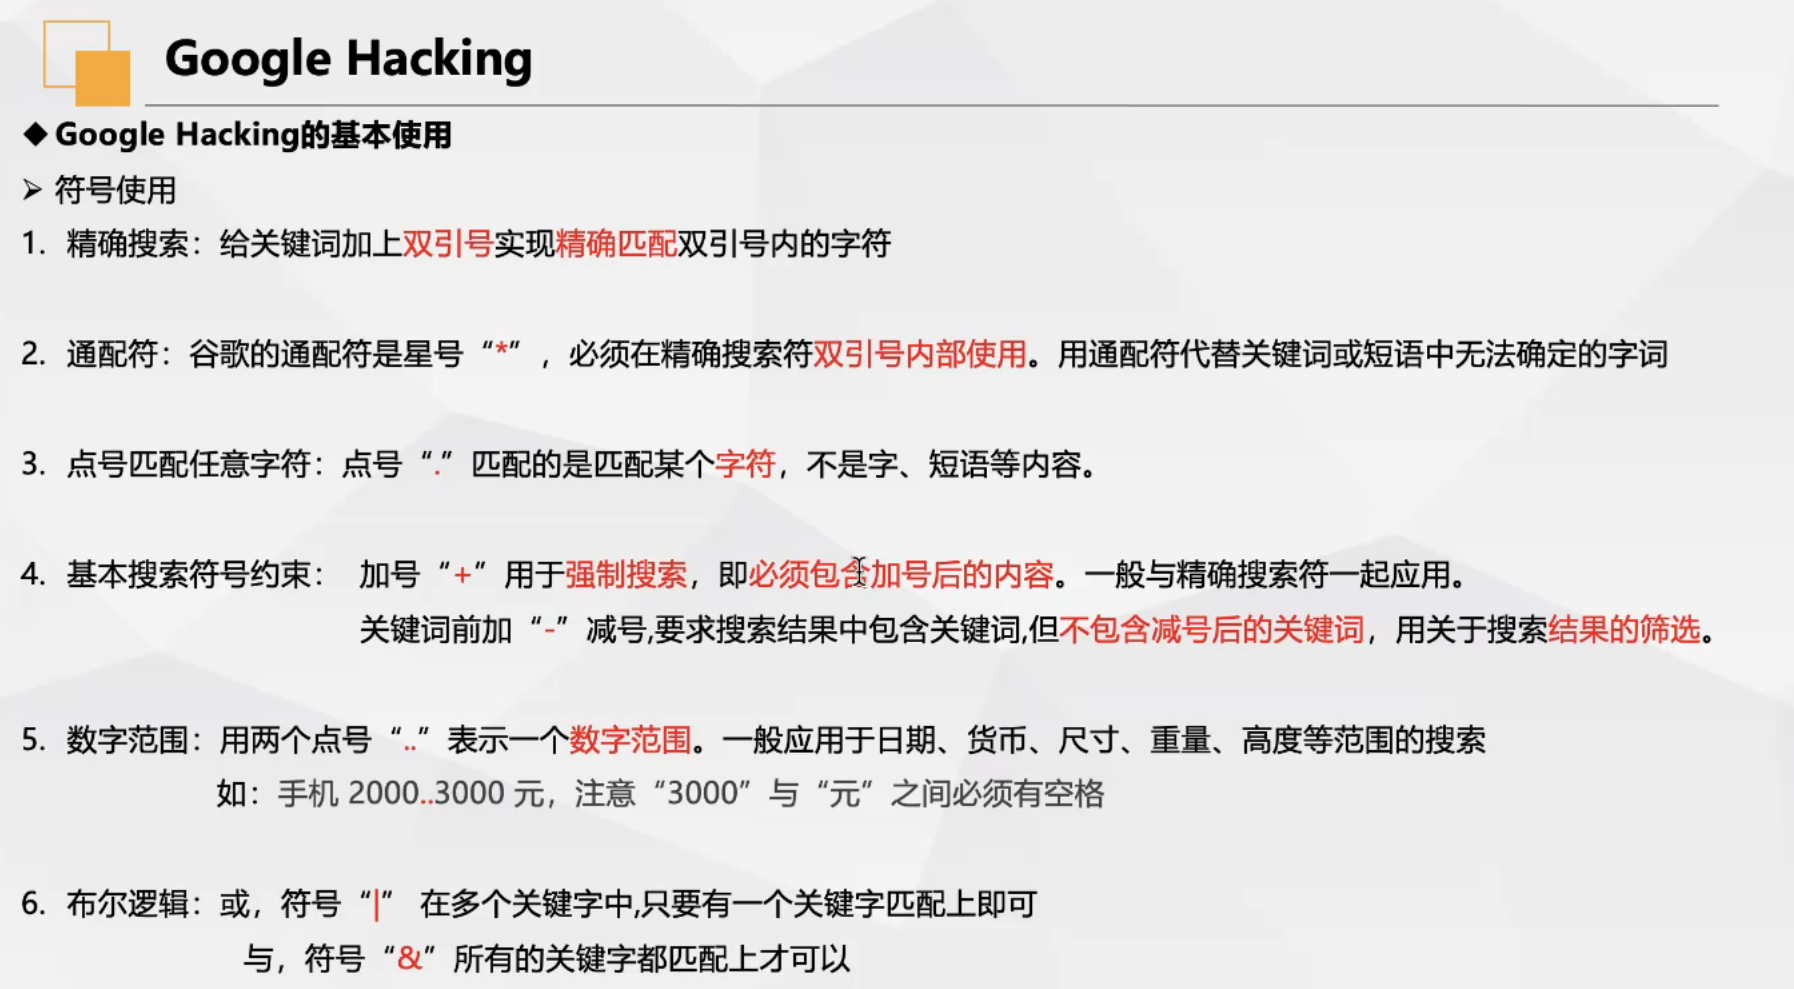 Google Hacking
◆Google Hacking的基本使用
➢ 符号使用
1. 精确搜索：给关键词加上双引号实现精确匹配双引号内的字符
2. 通配符：谷歌的通配符是星号“*”，必须在精确搜索符双引号内部使用。用通配符代替关键词或短语中无法确定的字词
3. 点号匹配任意字符：点号“.”匹配的是匹配某个字符，不是字、短语等内容。
4. 基本搜索符号约束： 加号“+”用于强制搜索，即必须包含加号后的内容。一般与精确搜索符一起应用。
关键词前加“-”减号,要求搜索结果中包含关键词,但不包含减号后的关键词，用关于搜索结果的筛选。
5. 数字范围：用两个点号“..”表示一个数字范围。一般应用于日期、货币、尺寸、重量、高度等范围的搜索
如：手机 2000..3000 元，注意“3000”与“元”之间必须有空格
6. 布尔逻辑：或，符号“|” 在多个关键字中,只要有一个关键字匹配上即可
与，符号“&”所有的关键字都匹配上才可以